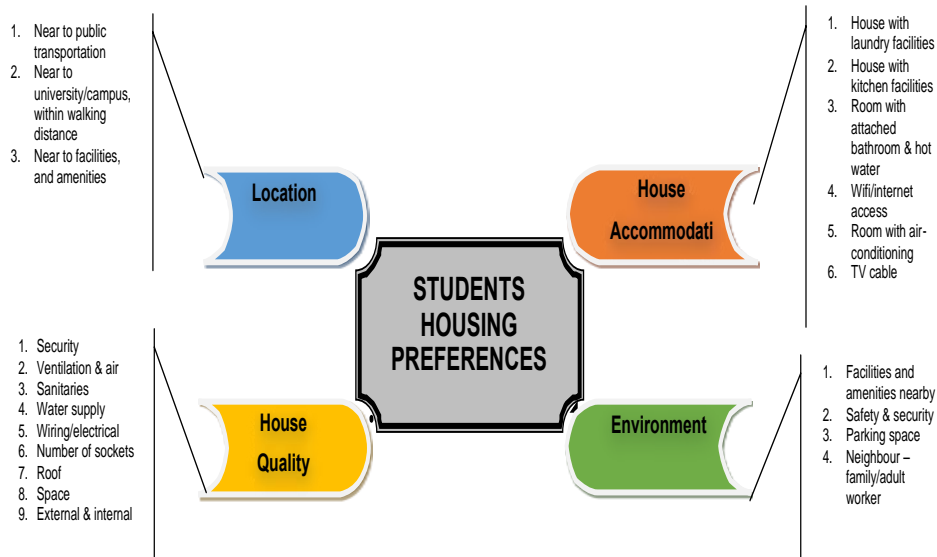 1. Near to public
transportation
2. Near to
university/campus,
within walking
distance
3. Near to facilities,
and amenities
Location
1. House with
laundry facilities
2. House with
kitchen facilities
3. Room with
attached
bathroom & hot
water
4. Wifi/internet
access
5. Room with air-
conditioning
6. TV cable
House
Accommodati
STUDENTS
HOUSING
PREFERENCES
1. Security
2. Ventilation & air
3. Sanitaries
4. Water supply
5. Wiring/electrical
6. Number of sockets
7. Roof
8. Space
9. External & internal
House
Quality
Environment
1. Facilities and
amenities nearby
2. Safety & security
3. Parking space
4. Neighbour –
family/adult
worker